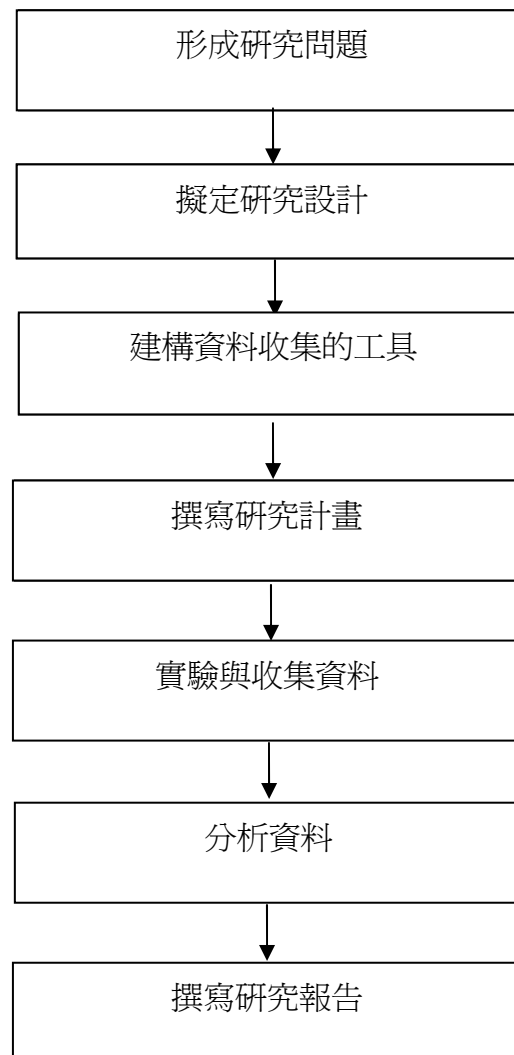 形成研究問題
擬定研究設計
建構資料收集的工具
撰寫研究計畫
實驗與收集資料
分析資料
撰寫研究報告